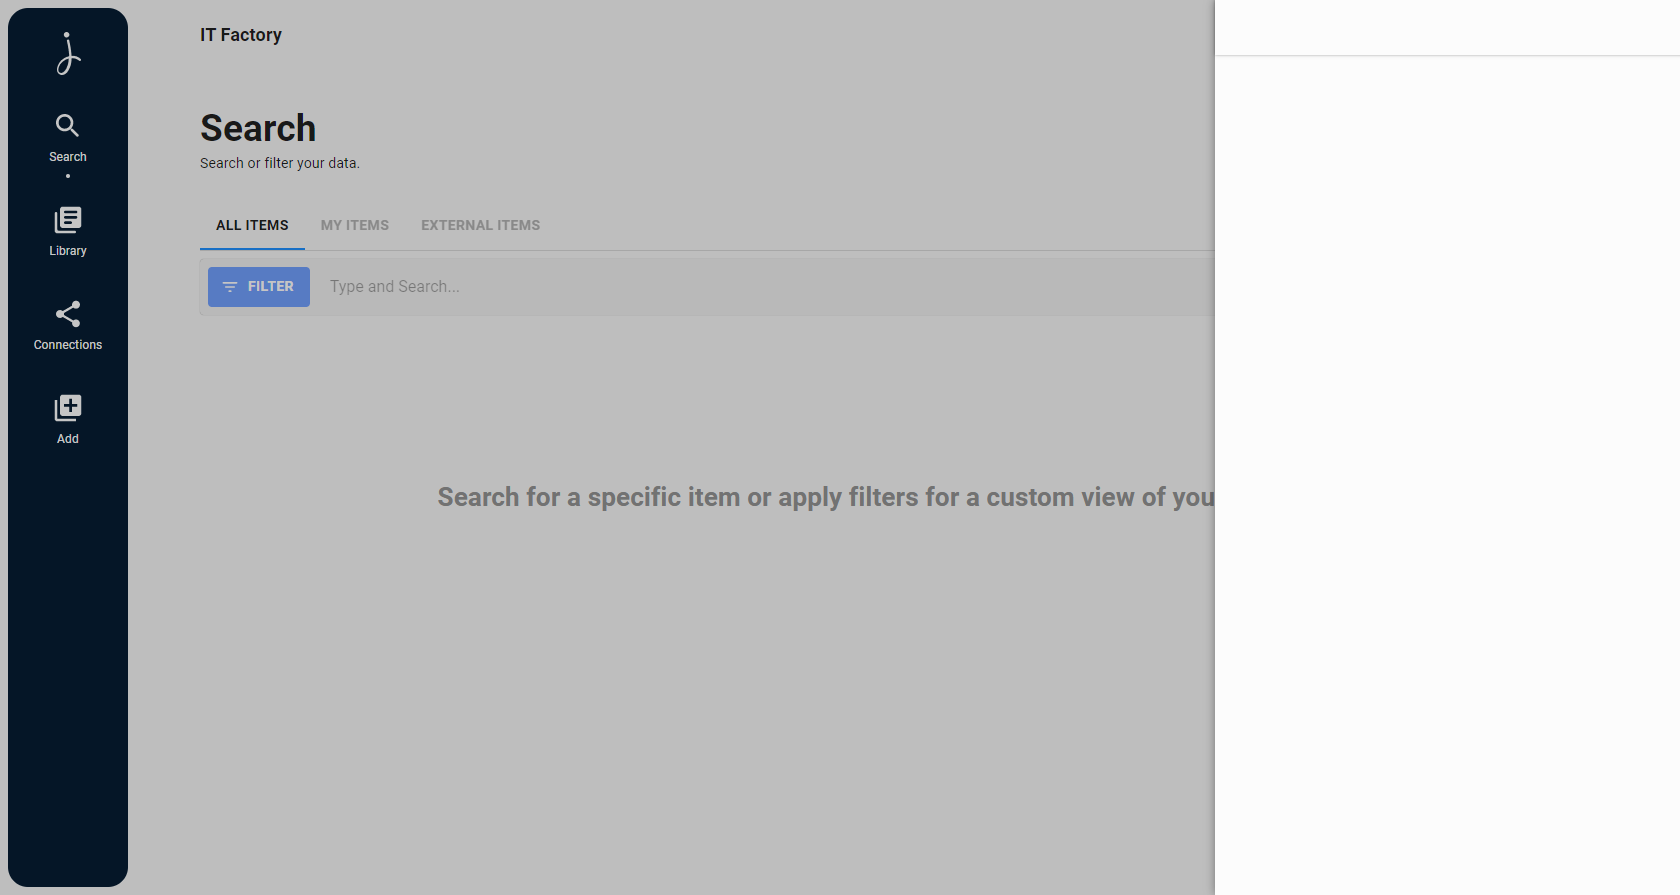 IT Factory
Search
Library
Connections
Add
Search
Search or filter your data.
ALL ITEMS
MY ITEMS
EXTERNAL ITEMS
FILTER
Type and Search...
Search for a specific item or apply filters for a custom view of you